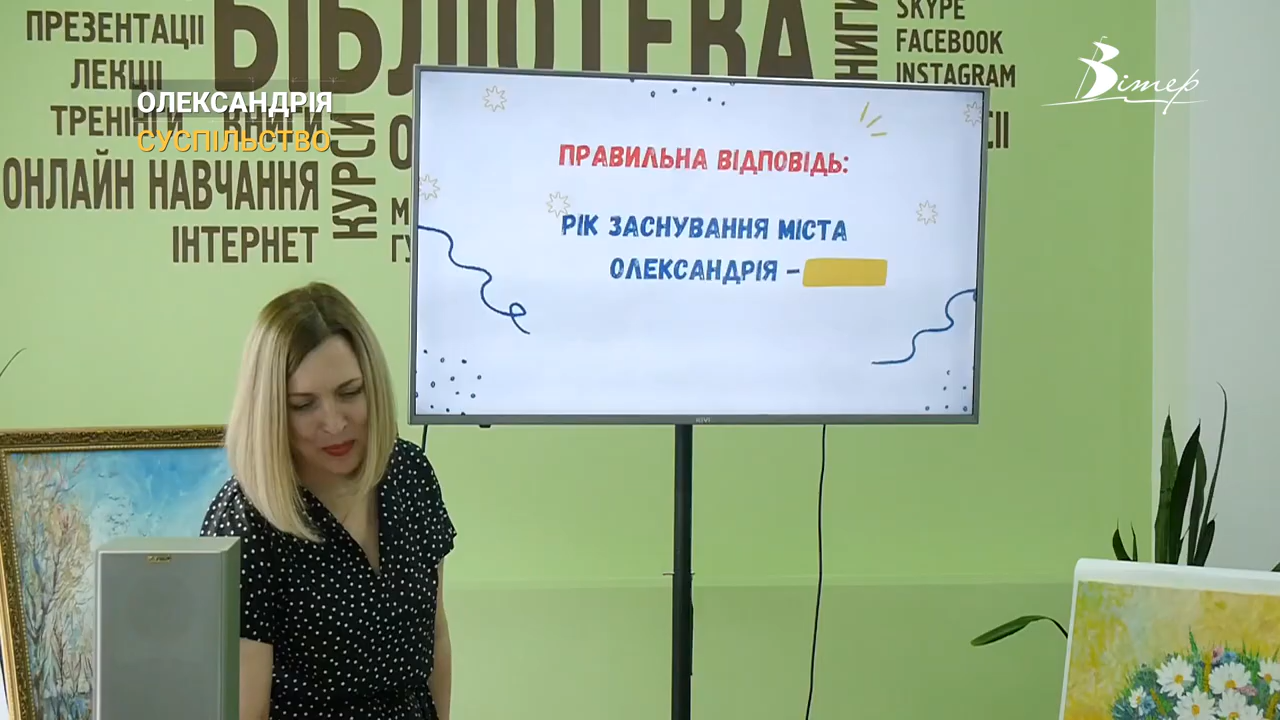 ПРЕЗЕНТАЦІЇ
ЛЕКЦІЇ
ТРЕНІНГИ
КНИГИ
ОНЛАЙН НАВЧАННЯ
ІНТЕРНЕТ
КУРСИ
БІБЛІОТЕКА
SKYPE
FACEBOOK
INSTAGRAM
ОЛЕКСАНДРІЯ
СУСПІЛЬСТВО
Вітер
ПРАВИЛЬНА ВІДПОВІДЬ:
РІК ЗАСНУВАННЯ МІСТА
ОЛЕКСАНДРІЯ –
KIVI